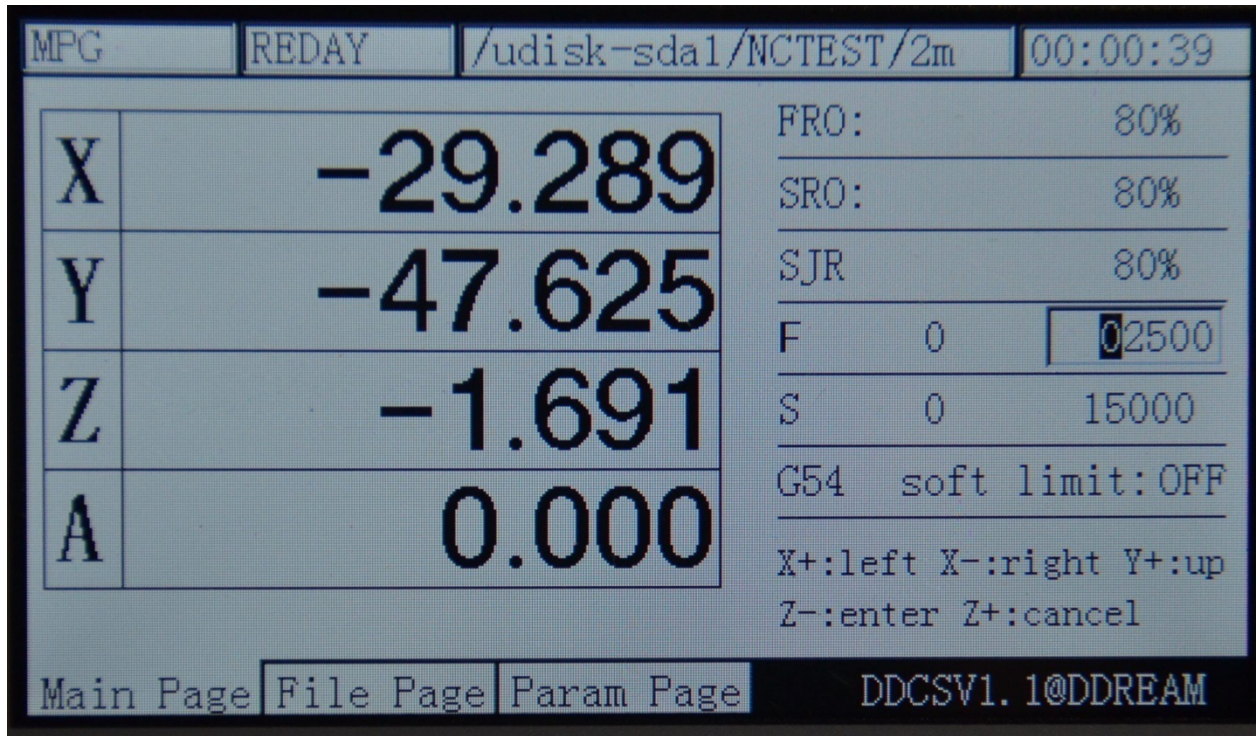 MPG REDAY /udisk-sda1/NCTEST/2m 00:00:39
X -29.289
Y -47.625
Z -1.691
A 0.000
FRO: 80%
SRO: 80%
SJR 80%
F 0 02500
S 0 15000
G54 soft limit:OFF
X+:left X-:right Y+:up
Z-:enter Z+:cancel
Main Page File Page Param Page DDCSV1.1@DDREAM